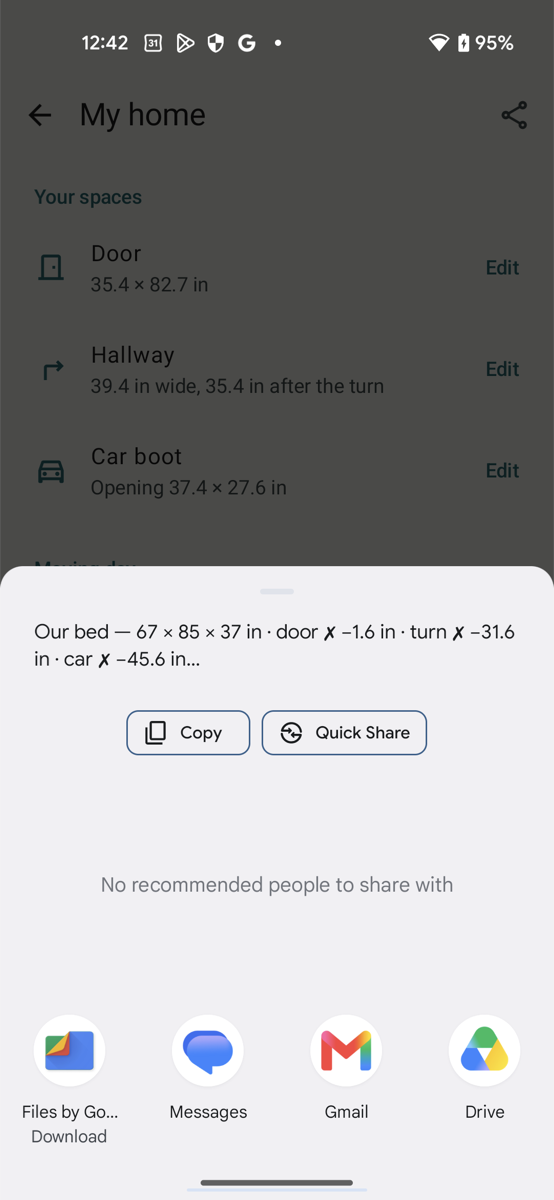 12:42
31
G
95%
My home
Your spaces
Door
35.4 × 82.7 in
Edit
Hallway
39.4 in wide, 35.4 in after the turn
Edit
Car boot
Opening 37.4 × 27.6 in
Edit
Moving day
Our bed — 67 × 85 × 37 in · door ✗ −1.6 in · turn ✗ −31.6
in · car ✗ −45.6 in...
Copy
Quick Share
No recommended people to share with
Files by Go...
Download
Messages
Gmail
Drive